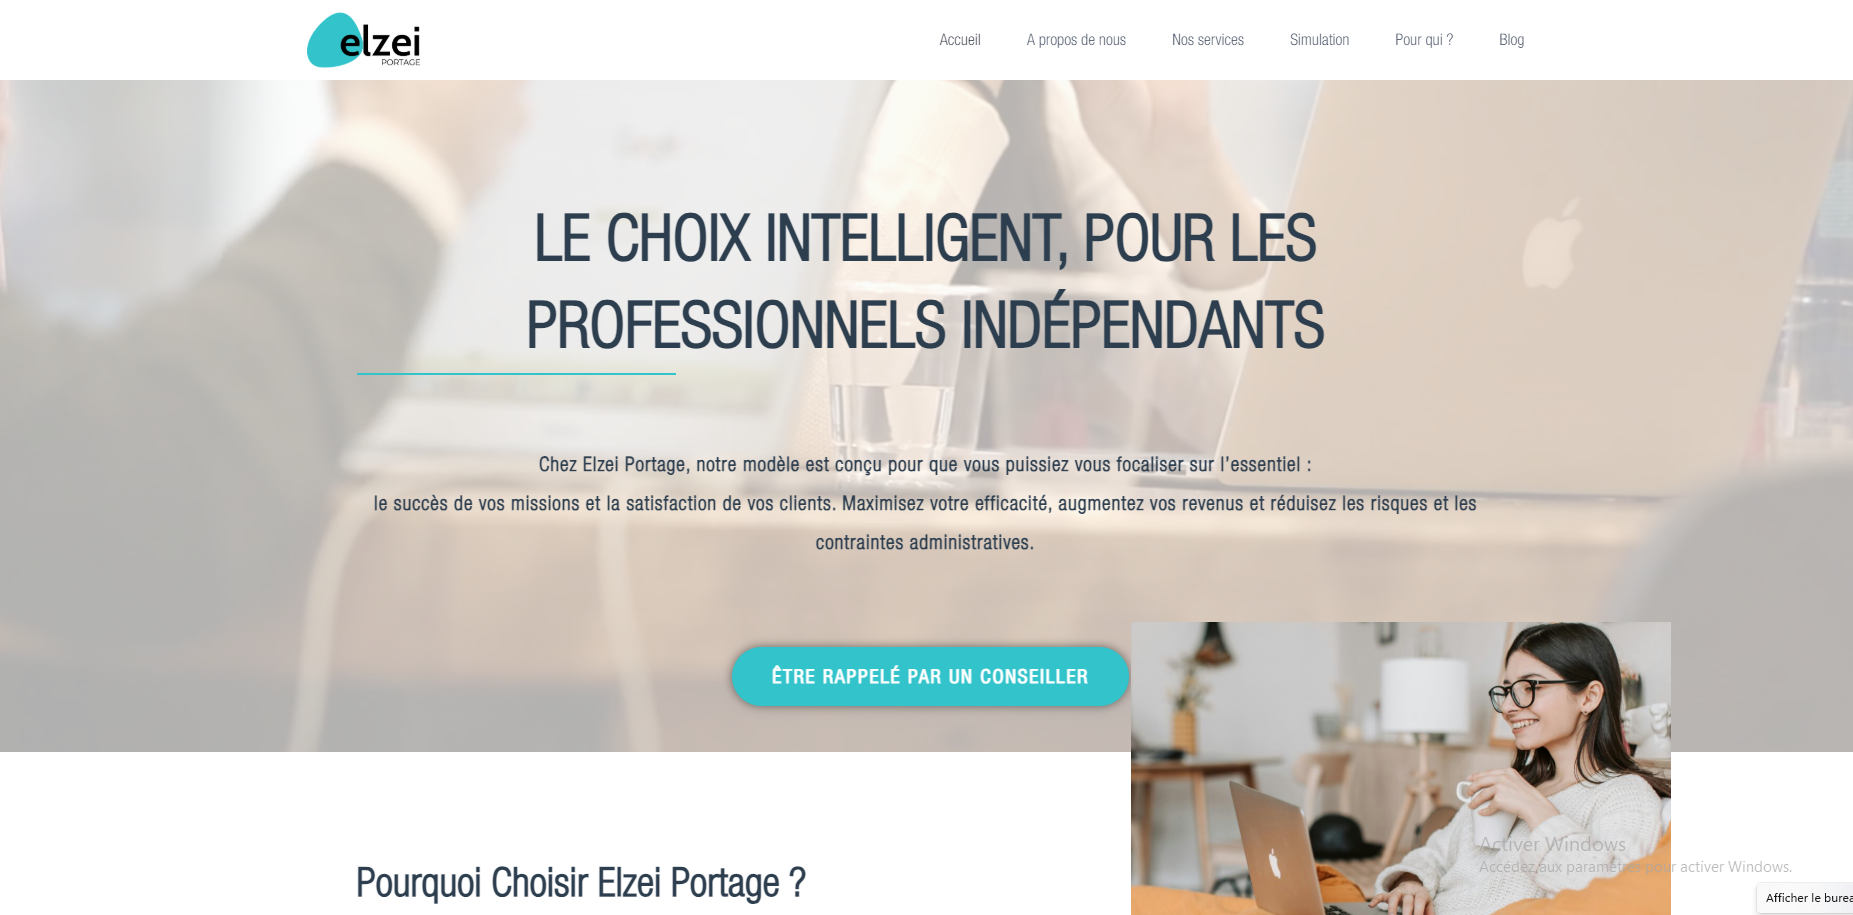 elzei
PORTAGE
Accueil
A propos de nous
Nos services
Simulation
Pour qui ?
Blog
LE CHOIX INTELLIGENT, POUR LES
PROFESSIONNELS INDÉPENDANTS
Chez Elzei Portage, notre modèle est conçu pour que vous puissiez vous focaliser sur l'essentiel :
le succès de vos missions et la satisfaction de vos clients. Maximisez votre efficacité, augmentez vos revenus et réduisez les risques et les
contraintes administratives.
ÊTRE RAPPELÉ PAR UN CONSEILLER
Pourquoi Choisir Elzei Portage ?
Activer Windows
Accédez aux paramètres pour activer Windows.
Afficher le burea